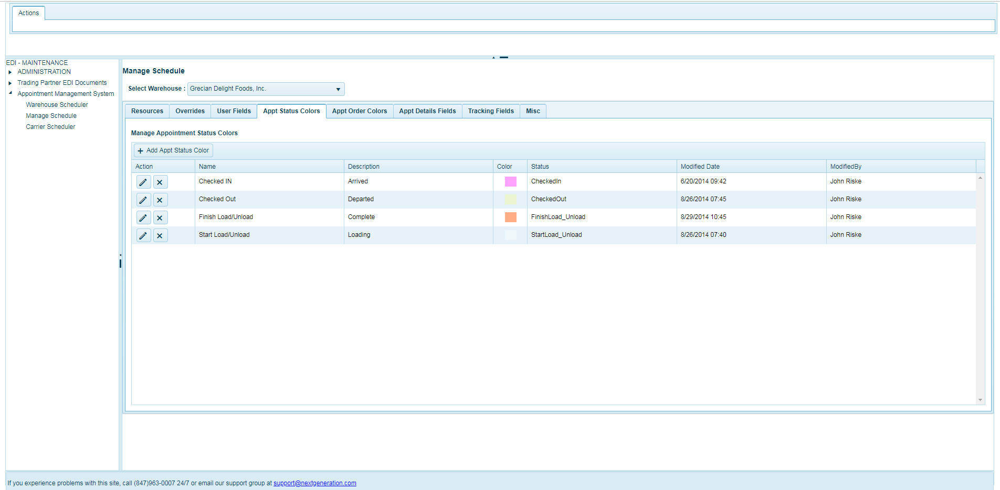 Actions
EDI - MAINTENANCE
ADMINISTRATION
Trading Partner EDI Documents
Appointment Management System
Warehouse Scheduler
Manage Schedule
Carrier Scheduler
Manage Schedule
Select Warehouse : Grecian Delight Foods, Inc.
Resources Overrides User Fields Appt Status Colors Appt Order Colors Appt Details Fields Tracking Fields Misc
Manage Appointment Status Colors
+ Add Appt Status Color
Action Name Description Color Status Modified Date ModifiedBy
Checked IN Arrived CheckedIn 6/20/2014 09:42 John Riske
Checked Out Departed CheckedOut 8/26/2014 07:45 John Riske
Finish Load/Unload Complete FinishLoad_Unload 8/29/2014 10:45 John Riske
Start Load/Unload Loading StartLoad_Unload 8/26/2014 07:40 John Riske
If you experience problems with this site, call (847)963-0007 24/7 or email our support group at support@nextgeneration.com